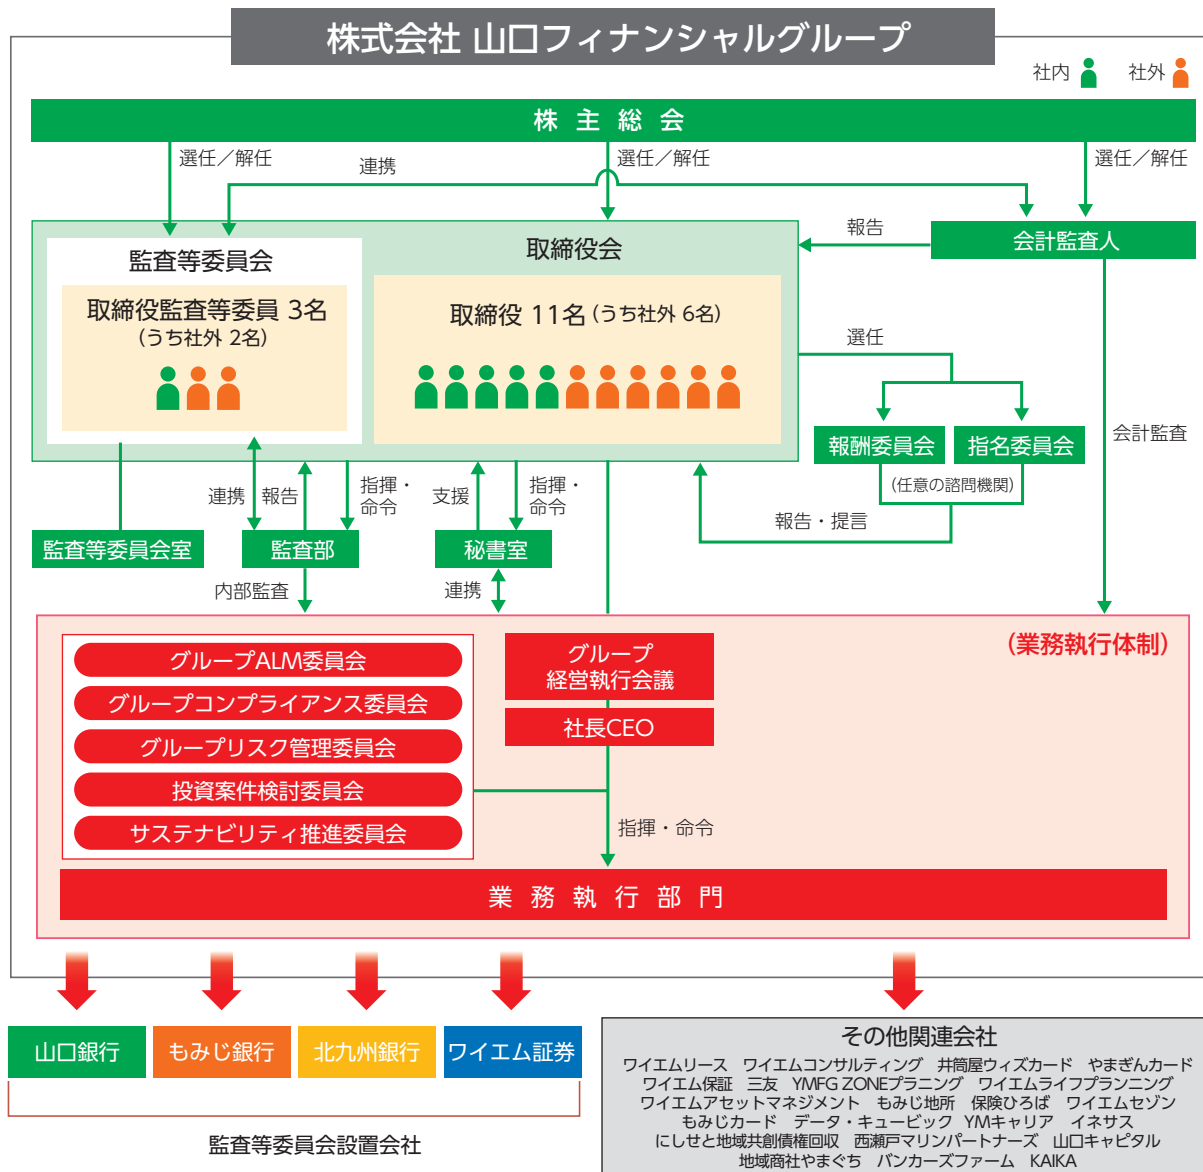 株式会社 山口フィナンシャルグループ
社内
社外
株主総会
選任／解任
連携
選任／解任
選任／解任
監査等委員会
取締役監査等委員 3名
(うち社外 2名)
取締役会
取締役 11名 (うち社外 6名)
報告
会計監査人
選任
報酬委員会
指名委員会
(任意の諮問機関)
会計監査
報告・提言
連携
報告
指揮・
命令
支援
指揮・
命令
監査等委員会室
監査部
秘書室
内部監査
連携
(業務執行体制)
グループALM委員会
グループコンプライアンス委員会
グループリスク管理委員会
投資案件検討委員会
サステナビリティ推進委員会
グループ
経営執行会議
社長CEO
指揮・命令
業務執行部門
山口銀行
もみじ銀行
北九州銀行
ワイエム証券
監査等委員会設置会社
その他関連会社
ワイエムリース ワイエムコンサルティング 井筒屋ウィズカード やまぎんカード
ワイエム保証 三友 YMFG ZONEプラニング ワイエムライフプランニング
ワイエムアセットマネジメント もみじ地所 保険ひろば ワイエムセゾン
もみじカード データ・キュービック YMキャリア イネサス
にしせと地域共創債権回収 西瀬戸マリンパートナーズ 山口キャピタル
地域商社やまぐち バンカーズファーム KAIKA